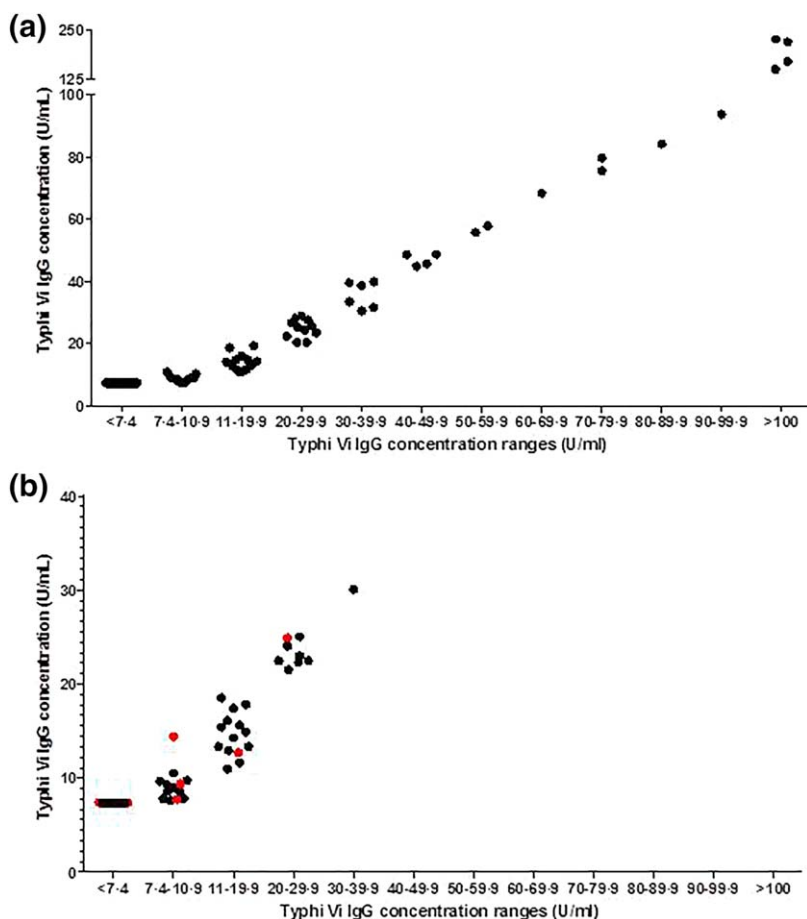 (a)
250
125
100
80
60
40
20
0
Typhi Vi IgG concentration (U/mL)
<7·4 7·4-10·9 11-19·9 20-29·9 30-39·9 40-49·9 50-59·9 60-69·9 70-79·9 80-89·9 90-99·9 >100
Typhi Vi IgG concentration ranges (U/ml)
(b)
40
30
20
10
0
Typhi Vi IgG concentration (U/mL)
<7·4 7·4-10·9 11-19·9 20-29·9 30-39·9 40-49·9 50-59·9 60-69·9 70-79·9 80-89·9 90-99·9 >100
Typhi Vi IgG concentration ranges (U/ml)